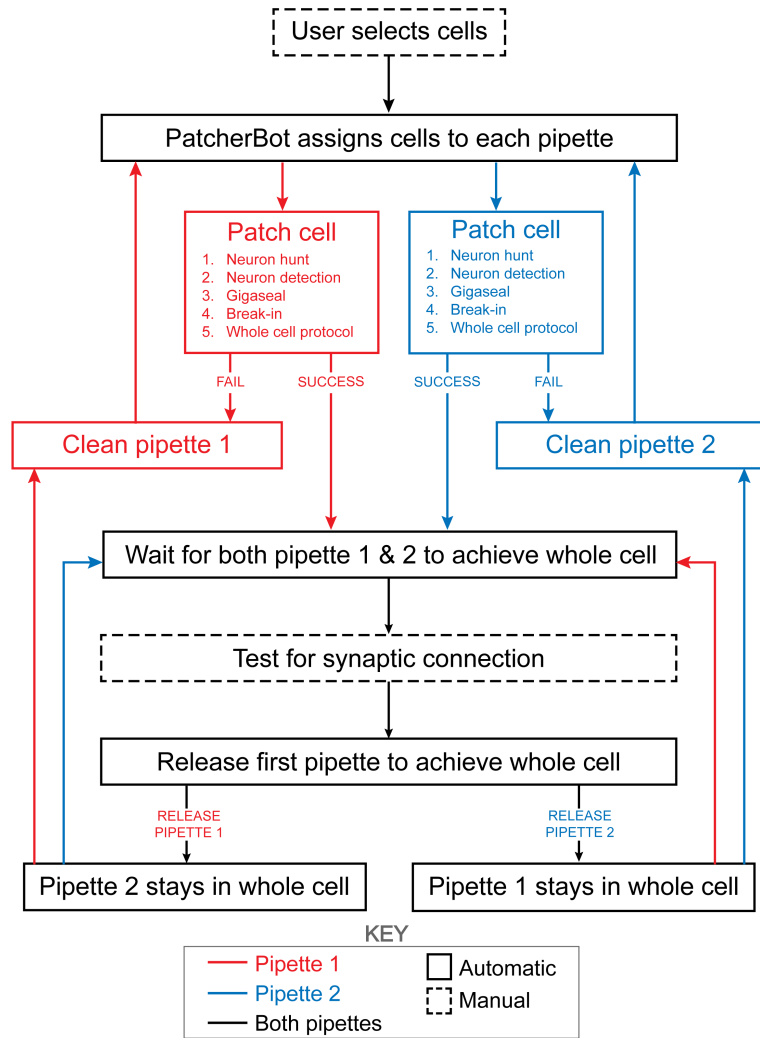 User selects cells
PatcherBot assigns cells to each pipette
Patch cell
1. Neuron hunt
2. Neuron detection
3. Gigaseal
4. Break-in
5. Whole cell protocol
Patch cell
1. Neuron hunt
2. Neuron detection
3. Gigaseal
4. Break-in
5. Whole cell protocol
FAIL
SUCCESS
SUCCESS
FAIL
Clean pipette 1
Clean pipette 2
Wait for both pipette 1 & 2 to achieve whole cell
Test for synaptic connection
Release first pipette to achieve whole cell
RELEASE
PIPETTE 1
RELEASE
PIPETTE 2
Pipette 2 stays in whole cell
Pipette 1 stays in whole cell
KEY
Pipette 1
Pipette 2
Both pipettes
Automatic
Manual